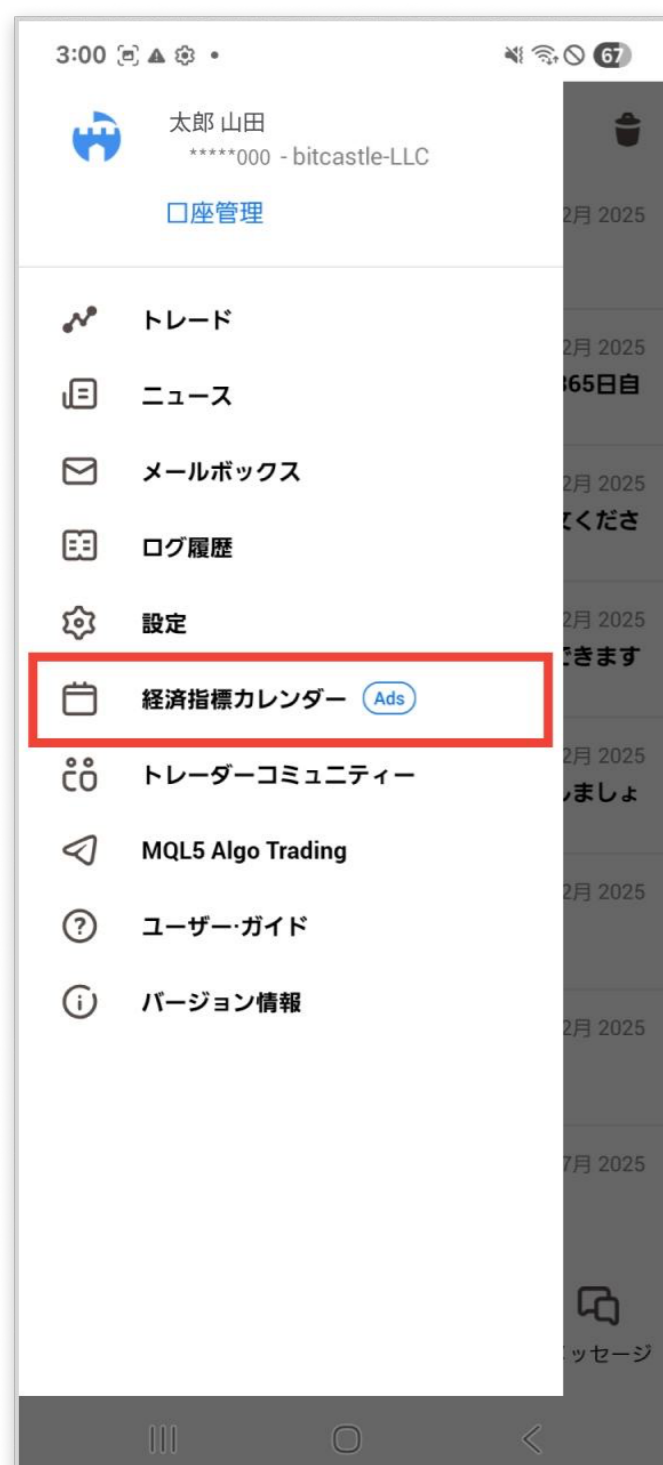 3:00
67
太郎 山田
*****000 - bitcastle-LLC
口座管理
2月 2025
トレード
2月 2025
365日自
ニュース
メールボックス
2月 2025
てくださ
ログ履歴
設定
2月 2025
できます
経済指標カレンダー Ads
2月 2025
しましょ
トレーダーコミュニティー
MQL5 Algo Trading
2月 2025
ユーザー·ガイド
バージョン情報
2月 2025
7月 2025
ッセージ